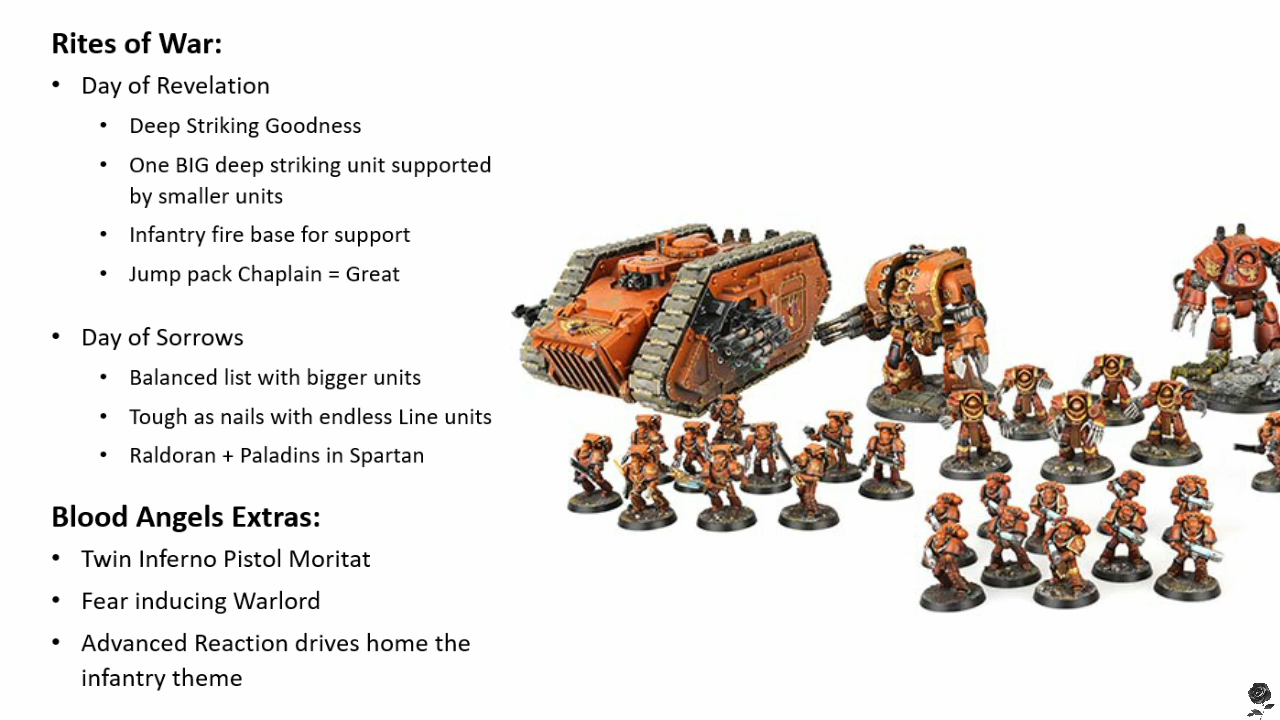 Rites of War:
• Day of Revelation
• Deep Striking Goodness
• One BIG deep striking unit supported
by smaller units
• Infantry fire base for support
• Jump pack Chaplain = Great
• Day of Sorrows
• Balanced list with bigger units
• Tough as nails with endless Line units
• Raldoran + Paladins in Spartan
Blood Angels Extras:
• Twin Inferno Pistol Moritat
• Fear inducing Warlord
• Advanced Reaction drives home the
infantry theme